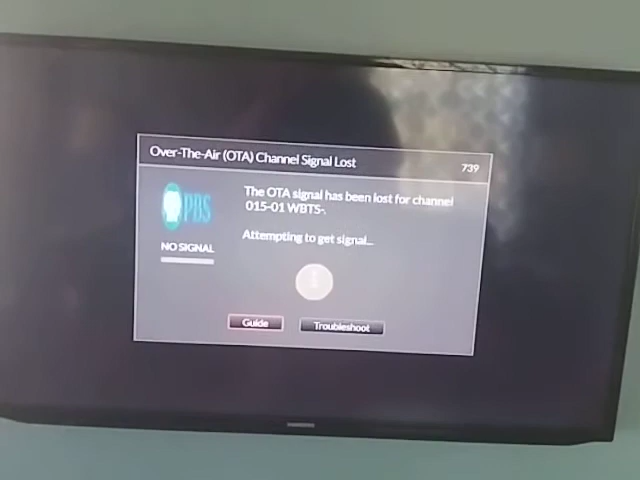 Over-The-Air (OTA) Channel Signal Lost
739
PBS
The OTA signal has been lost for channel
015-01 WBTS-.
NO SIGNAL
Attempting to get signal...
Guide
Troubleshoot